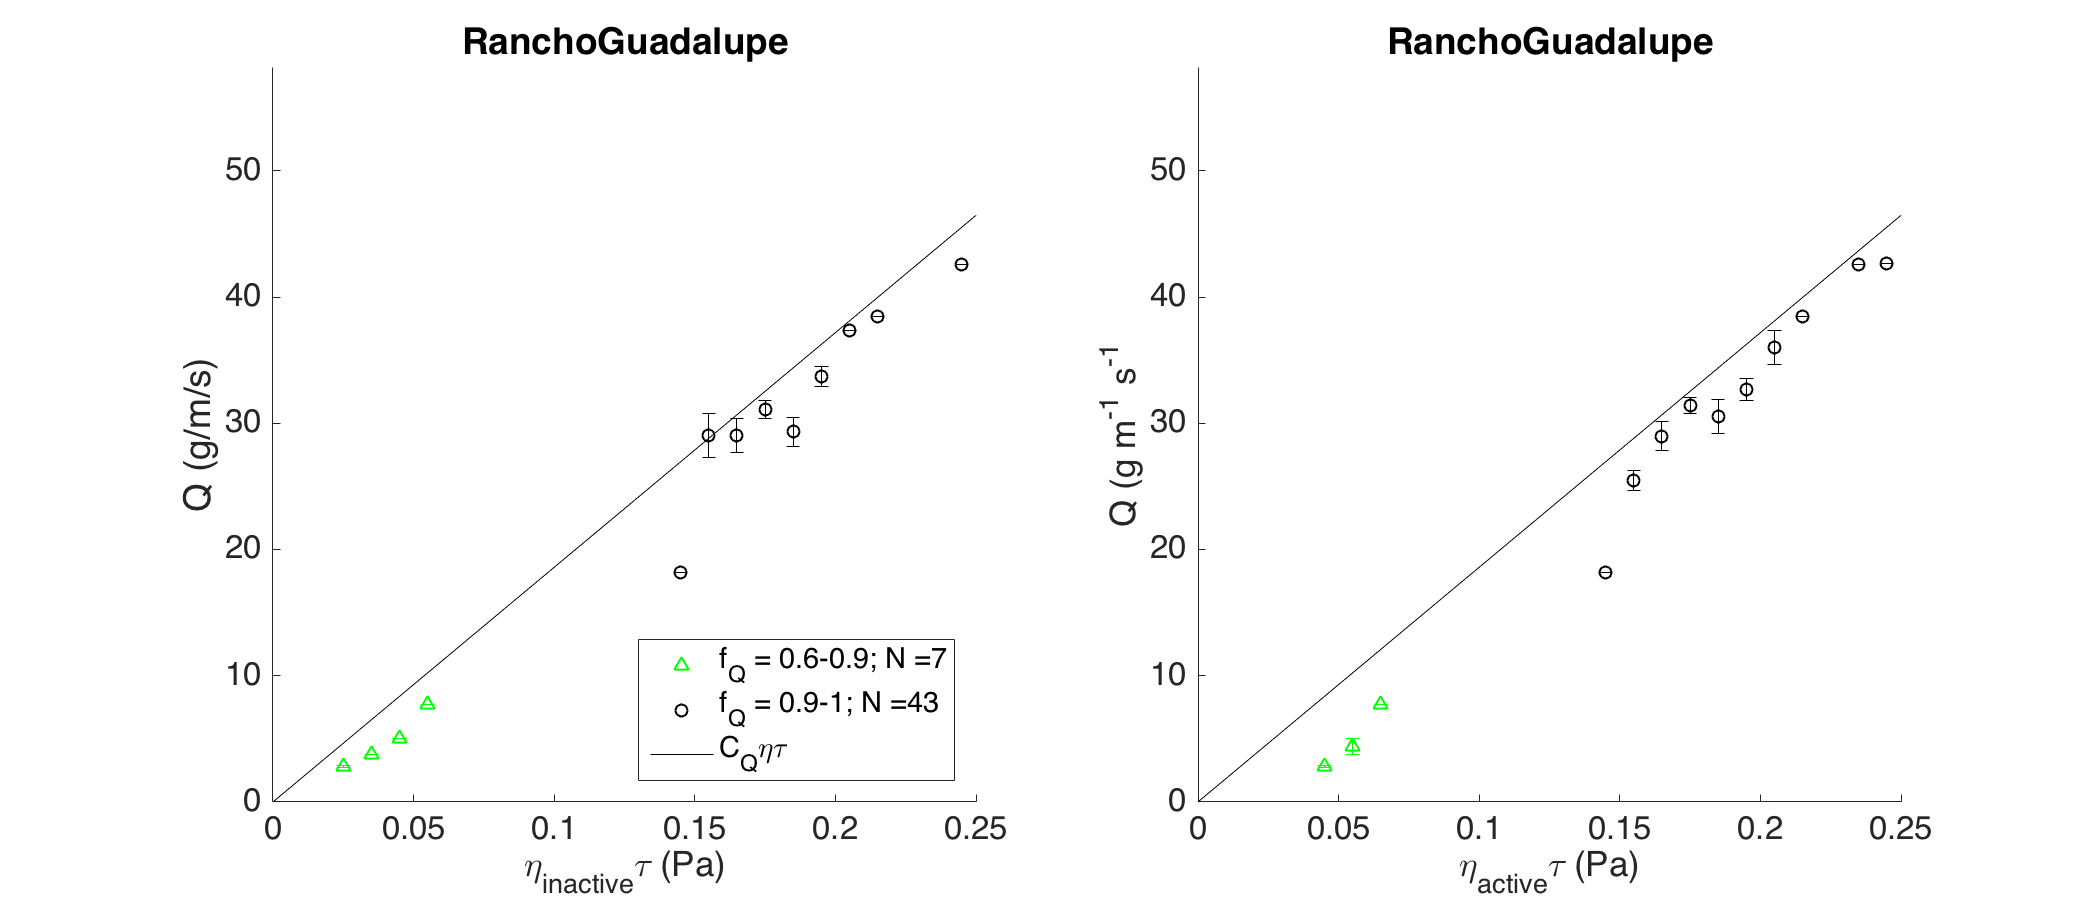 RanchoGuadalupe
50
40
30
20
10
0
Q (g/m/s)
0 0.05 0.1 0.15 0.2 0.25
η_inactive τ (Pa)
f_Q = 0.6-0.9; N =7
f_Q = 0.9-1; N =43
C_Q ητ
RanchoGuadalupe
50
40
30
20
10
0
Q (g m^-1 s^-1
0 0.05 0.1 0.15 0.2 0.25
η_active τ (Pa)